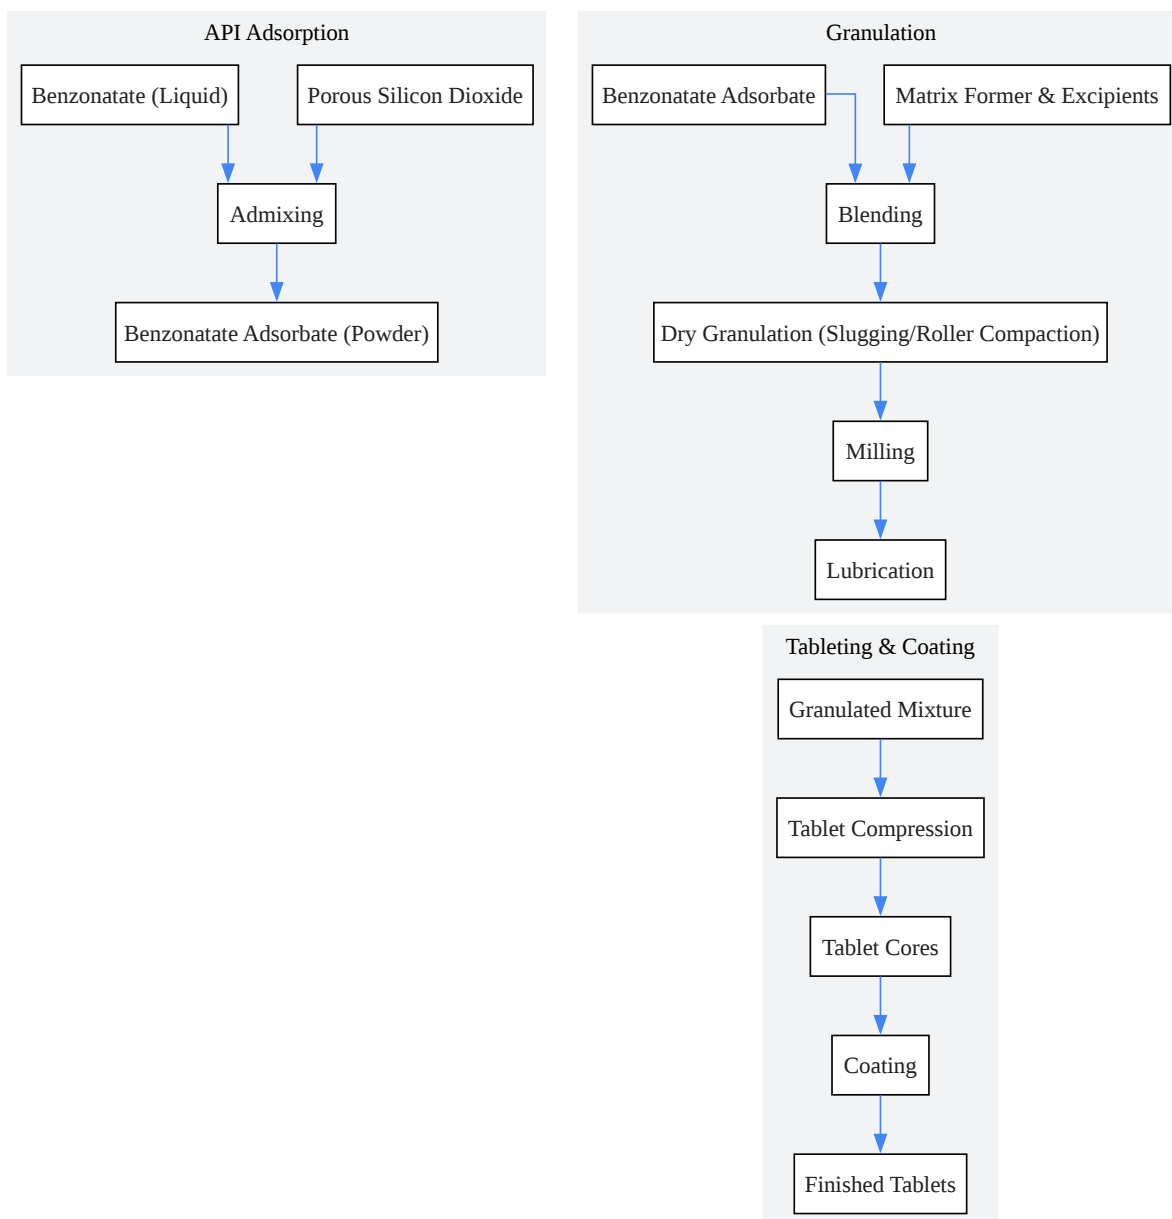 API Adsorption
Benzonatate (Liquid)
Porous Silicon Dioxide
Admixing
Benzonatate Adsorbate (Powder)
Granulation
Benzonatate Adsorbate
Matrix Former & Excipients
Blending
Dry Granulation (Slugging/Roller Compaction)
Milling
Lubrication
Tableting & Coating
Granulated Mixture
Tablet Compression
Tablet Cores
Coating
Finished Tablets